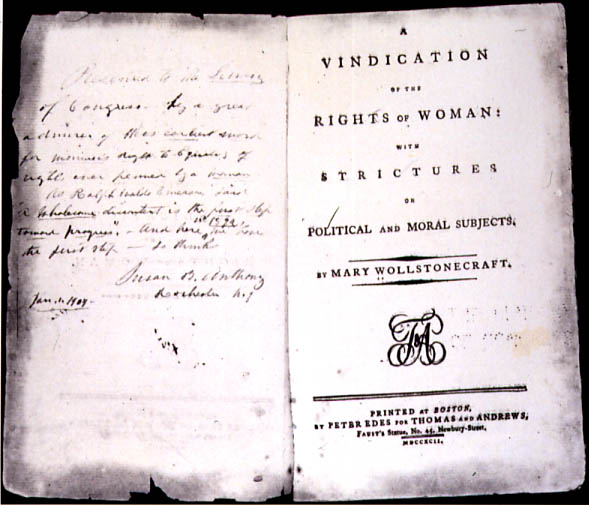 Presented to the Library
of Congress by a great
admirer of this earliest word
for woman's right to Equality of
rights ever penned by a woman
As Ralph Waldo Emerson said
"A wholesome discontent is the first step
toward progress" - And here in 1792 we have
the first step - So think
Susan B. Anthony
Rochester N.Y
Jan. 1. 1904 -
A
VINDICATION
OF THE
RIGHTS OF WOMAN:
WITH
STRICTURES
ON
POLITICAL AND MORAL SUBJECTS.
BY MARY WOLLSTONECRAFT.
T&A
PRINTED AT BOSTON,
BY PETER EDES FOR THOMAS AND ANDREWS,
FAUST'S Statue, No. 45, Newbury-Street,
MDCCXCII.